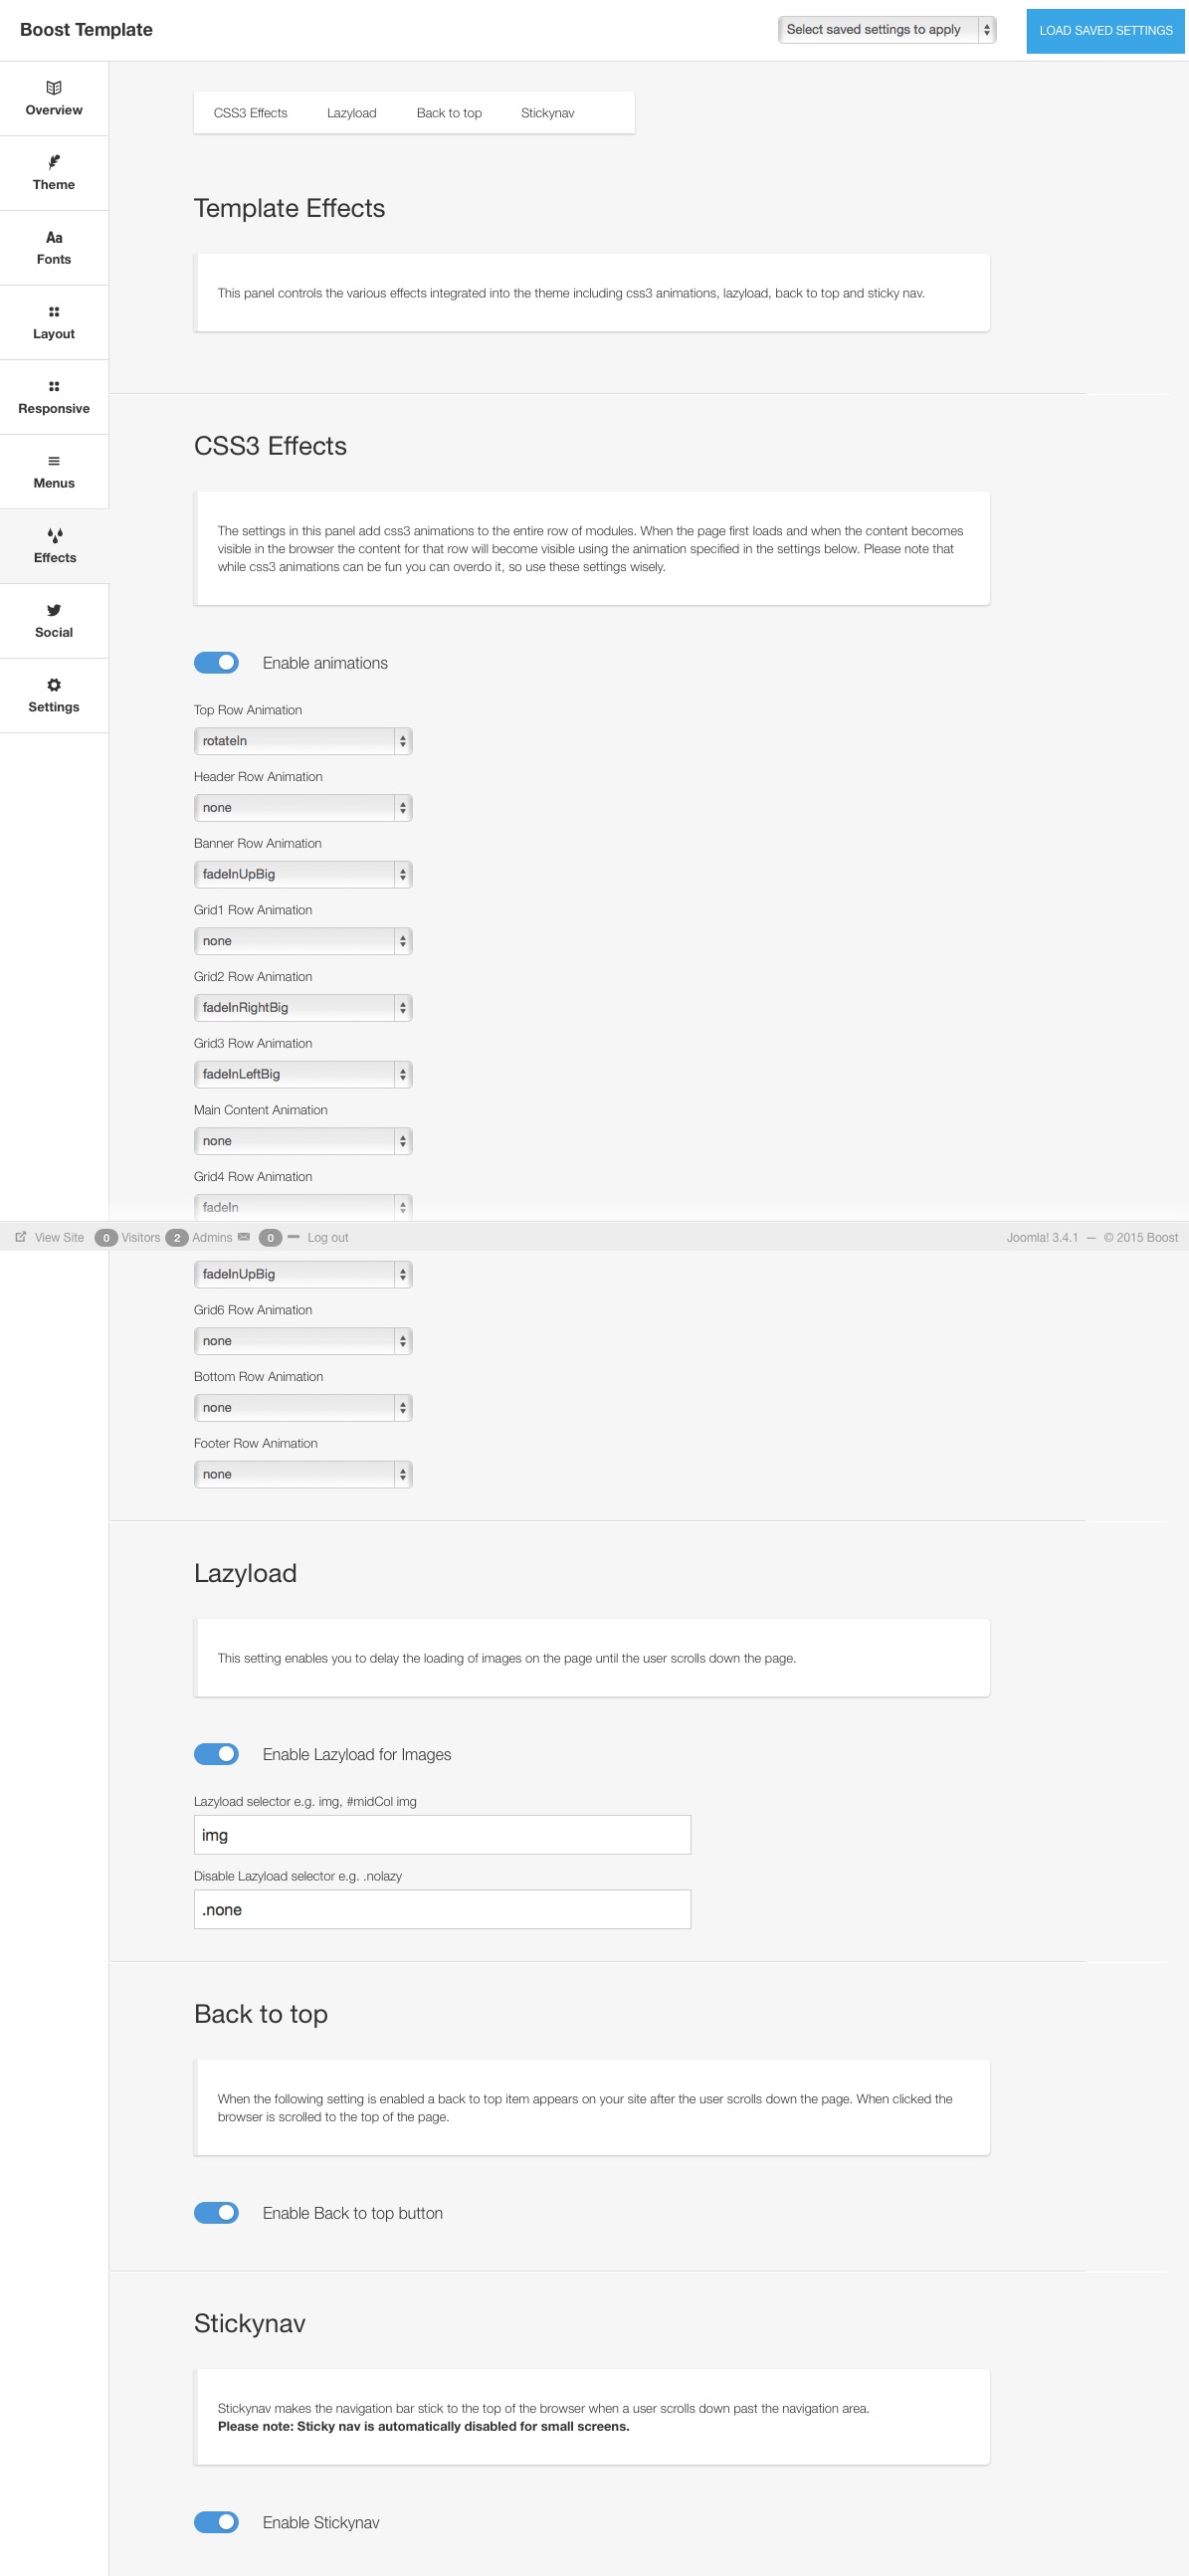 Boost Template
Select saved settings to apply
LOAD SAVED SETTINGS
Overview
Theme
Aa
Fonts
Layout
Responsive
Menus
Effects
Social
Settings
CSS3 Effects Lazyload Back to top Stickynav
Template Effects
This panel controls the various effects integrated into the theme including css3 animations, lazyload, back to top and sticky nav.
CSS3 Effects
The settings in this panel add css3 animations to the entire row of modules. When the page first loads and when the content becomes
visible in the browser the content for that row will become visible using the animation specified in the settings below. Please note that
while css3 animations can be fun you can overdo it, so use these settings wisely.
Enable animations
Top Row Animation
rotateIn
Header Row Animation
none
Banner Row Animation
fadeInUpBig
Grid1 Row Animation
none
Grid2 Row Animation
fadeInRightBig
Grid3 Row Animation
fadeInLeftBig
Main Content Animation
none
Grid4 Row Animation
fadeIn
View Site 0 Visitors 2 Admins 0 Log out
Joomla! 3.4.1 — © 2015 Boost
fadeInUpBig
Grid6 Row Animation
none
Bottom Row Animation
none
Footer Row Animation
none
Lazyload
This setting enables you to delay the loading of images on the page until the user scrolls down the page.
Enable Lazyload for Images
Lazyload selector e.g. img, #midCol img
img
Disable Lazyload selector e.g. .nolazy
.none
Back to top
When the following setting is enabled a back to top item appears on your site after the user scrolls down the page. When clicked the
browser is scrolled to the top of the page.
Enable Back to top button
Stickynav
Stickynav makes the navigation bar stick to the top of the browser when a user scrolls down past the navigation area.
Please note: Sticky nav is automatically disabled for small screens.
Enable Stickynav